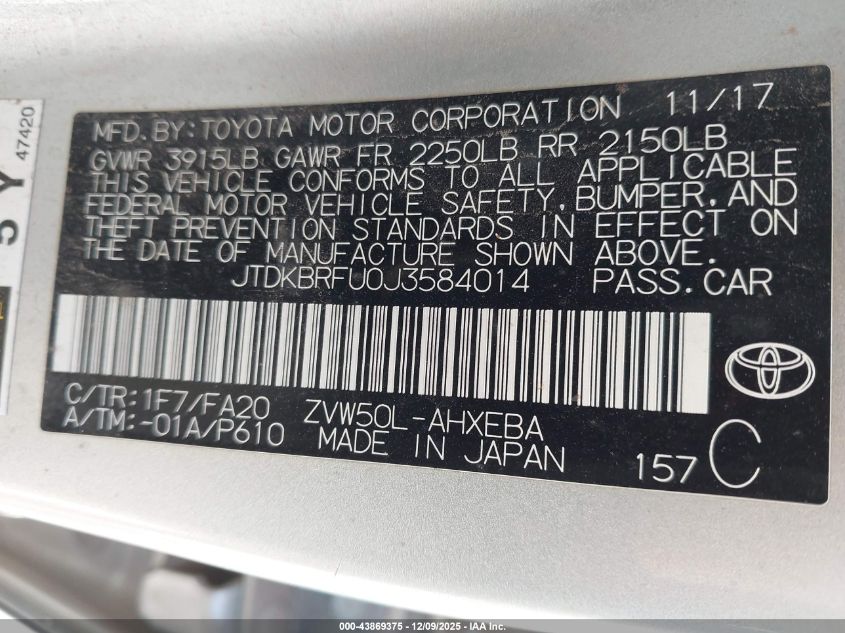 MFD. BY: TOYOTA MOTOR CORPORATION 11/17
GVWR 3915LB GAWR FR 2250LB RR 2150LB
THIS VEHICLE CONFORMS TO ALL APPLICABLE
FEDERAL MOTOR VEHICLE SAFETY, BUMPER, AND
THEFT PREVENTION STANDARDS IN EFFECT ON
THE DATE OF MANUFACTURE SHOWN ABOVE.
JTDKBRFU0J3584014 PASS.CAR
C/TR:1F7/FA20 ZVW50L-AHXEBA
A/TM:-01A/P610 MADE IN JAPAN
157 C
5Y
47420
000-43869375 - 12/09/2025 - IAA Inc.